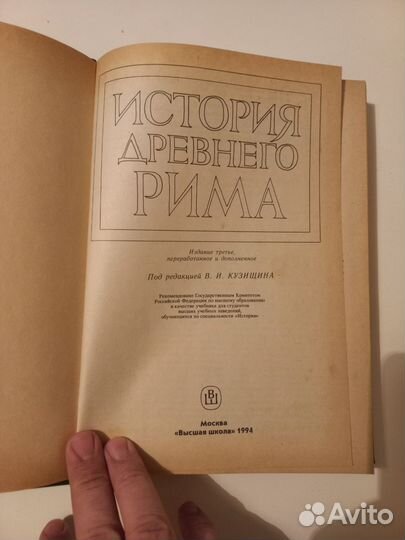 ИСТОРИЯ
ДРЕВНЕГО
РИМА
Издание третье,
переработанное и дополненное
Под редакцией В. И. КУЗИЩИНА
Рекомендовано Государственным Комитетом
Российской Федерации по высшему образованию
в качестве учебника для студентов
высших учебных заведений,
обучающихся по специальности «История»
В
Ш
Москва
«Высшая школа» 1994
Avito